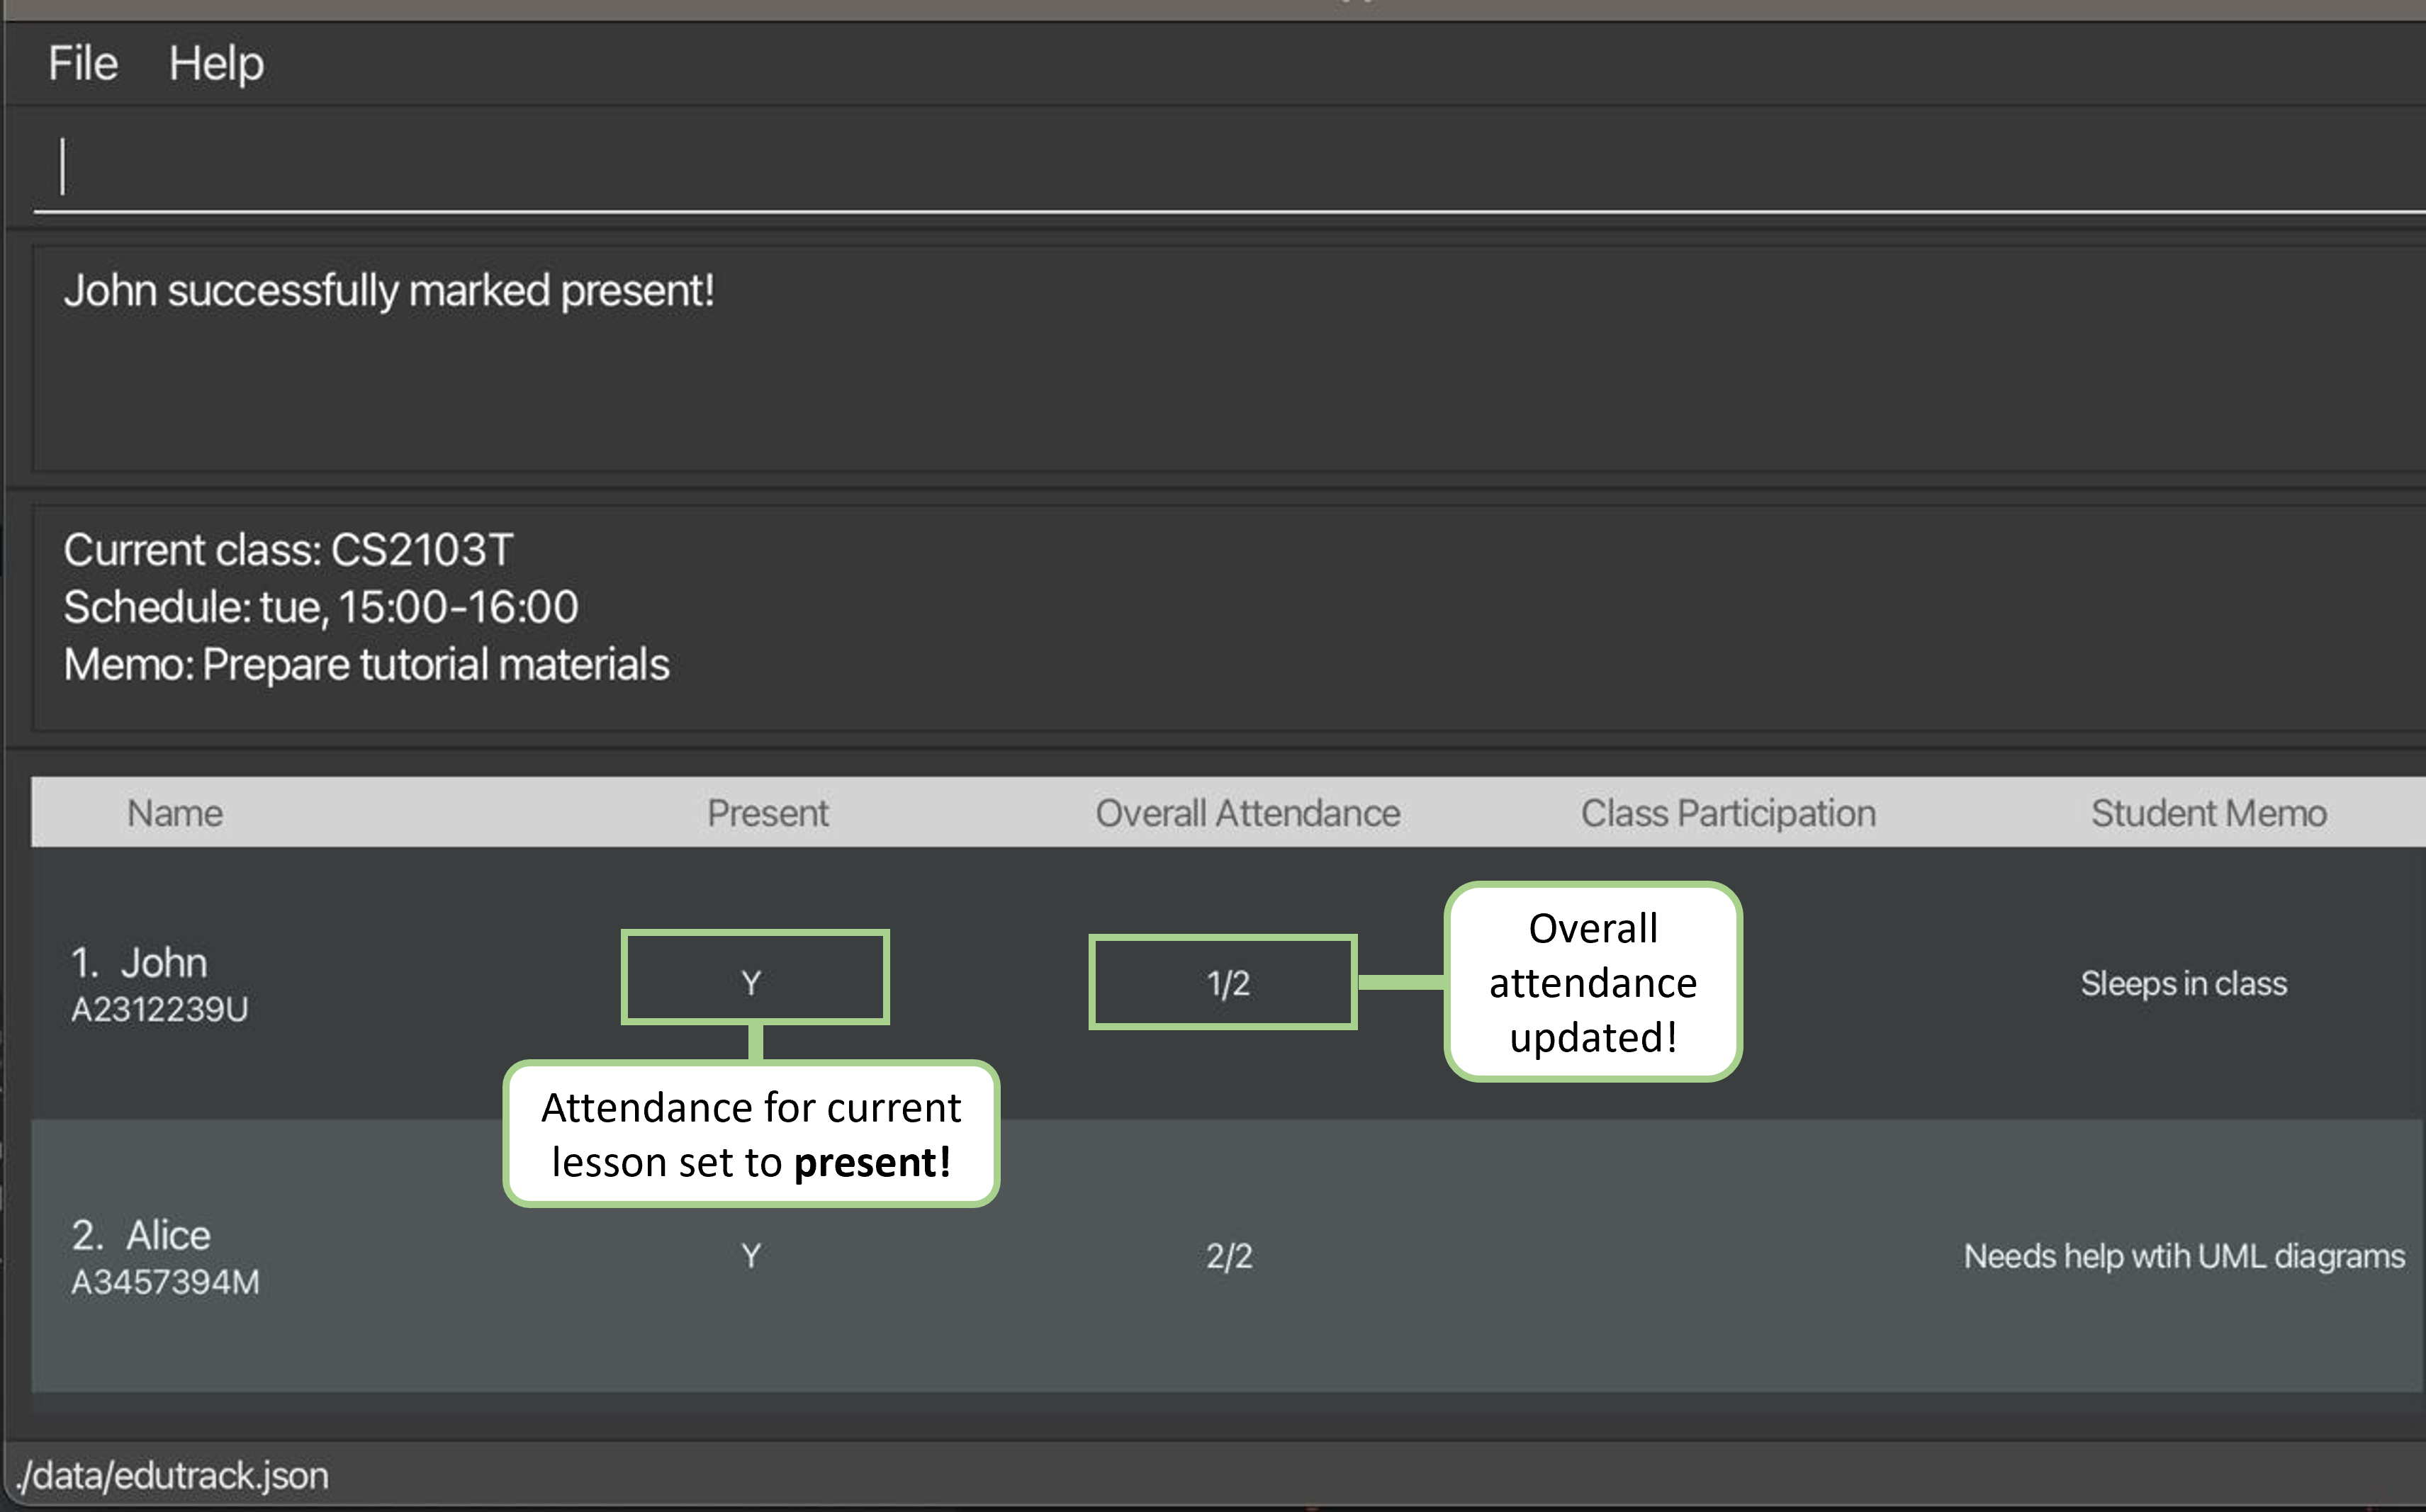 File Help
John successfully marked present!
Current class: CS2103T
Schedule: tue, 15:00-16:00
Memo: Prepare tutorial materials
Name Present Overall Attendance Class Participation Student Memo
1. John
A2312239U
Y
1/2
Overall
attendance
updated!
Sleeps in class
Attendance for current
lesson set to present!
2. Alice
A3457394M
Y
2/2
Needs help wtih UML diagrams
./data/edutrack.json